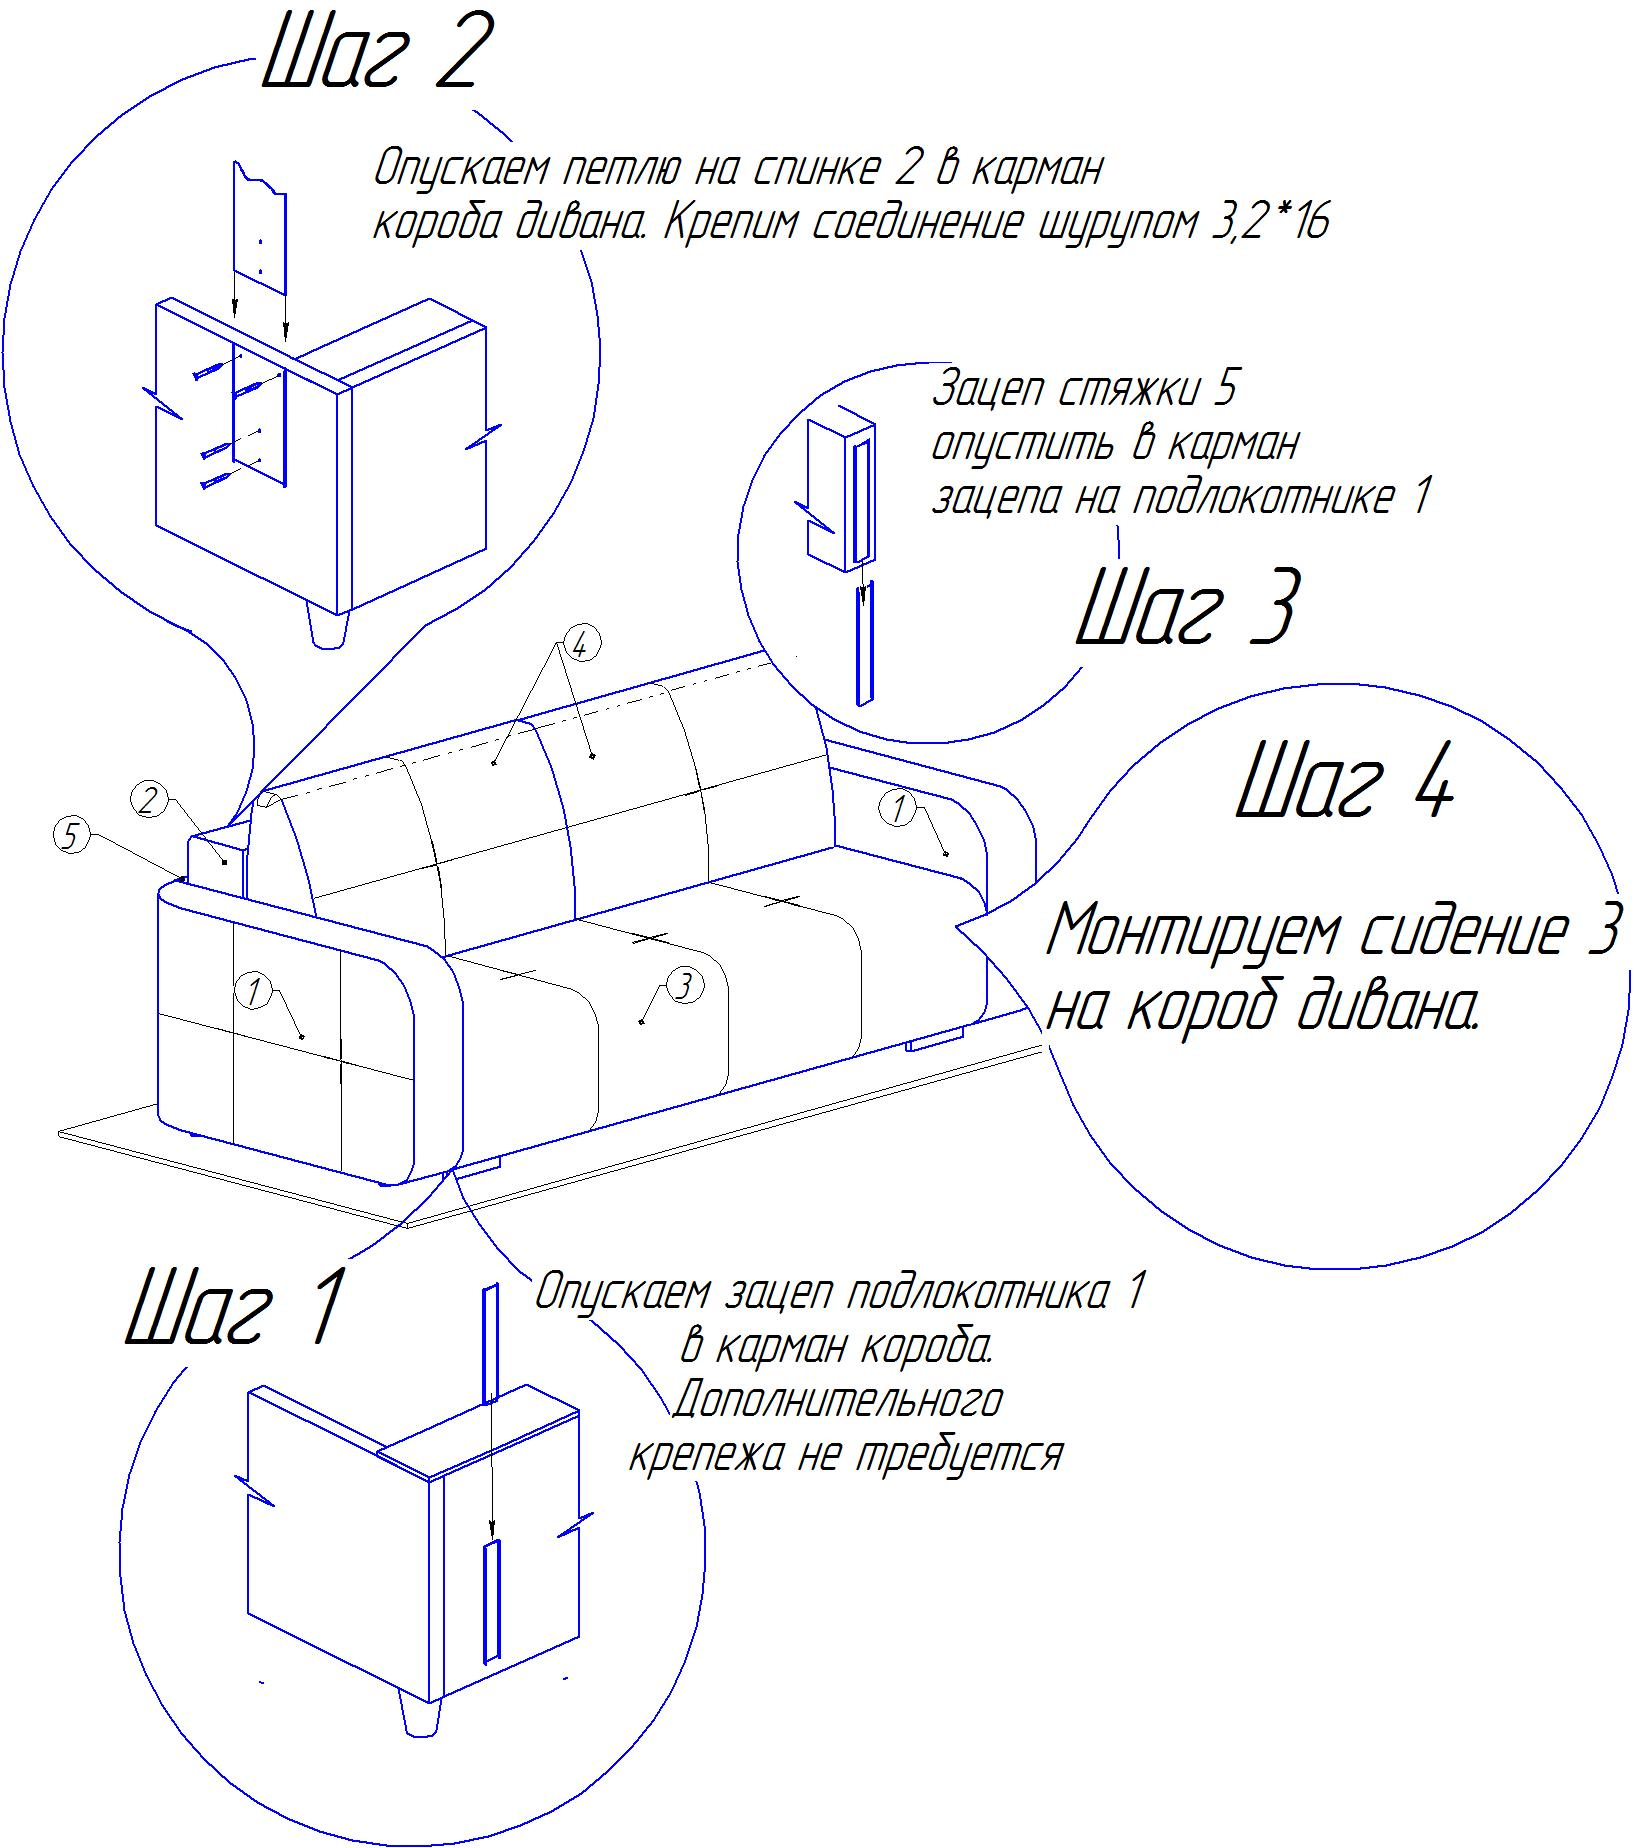 Шаг 2
Опускаем петлю на спинке 2 в карман
короба дивана. Крепим соединение шурупом 3,2*16
Зацеп стяжки 5
опустить в карман
зацепа на подлокотнике 1
Шаг 3
4
Шаг 4
2
1
5
Монтируем сидение 3
на короб дивана.
1
3
Шаг 1
Опускаем зацеп подлокотника 1
в карман короба.
Дополнительного
крепежа не требуется